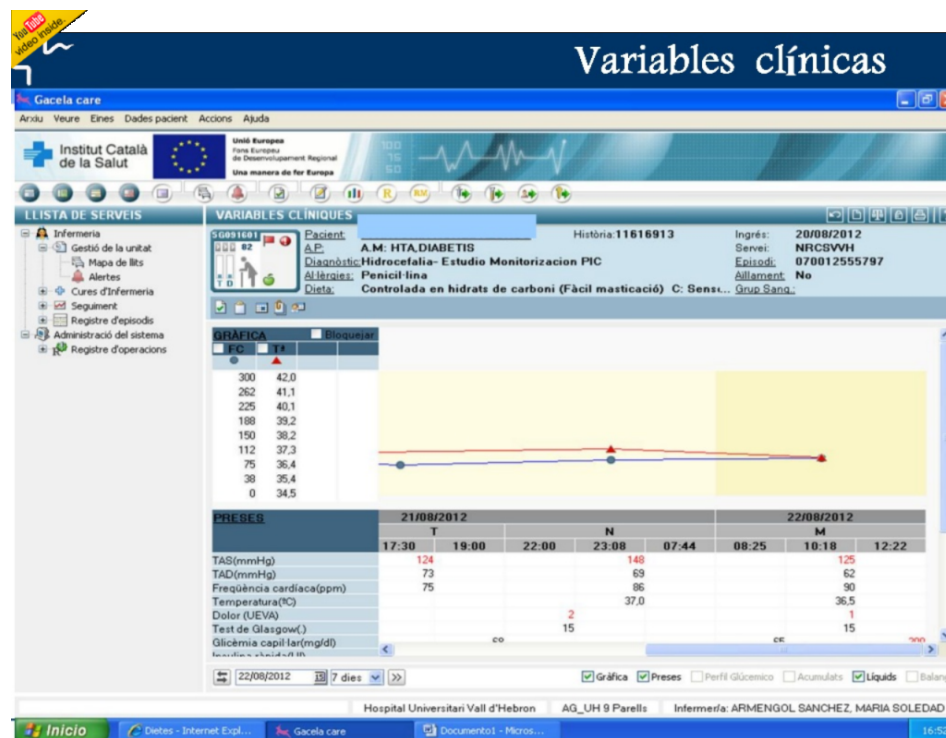 You Tube
video inside.
Variables clínicas
Gacela care
Arxiu Veure Eines Dades pacient Accions Ajuda
Institut Català
de la Salut
Unió Europea
Fons Europeu
de Desenvolupament Regional
Una manera de fer Europa
LLISTA DE SERVEIS
Infermeria
Gestió de la unitat
Mapa de llits
Alertes
Cures d'Infermeria
Seguiment
Registre d'episodis
Administració del sistema
Registre d'operacions
VARIABLES CLÍNIQUES
SG091601
82
T D
Pacient: Història: 11616913 Ingrés: 20/08/2012
A.P. A.M: HTA,DIABETIS Servei: NRCSVVH
Diagnòstic: Hidrocefalia- Estudio Monitorizacion PIC Episodi: 070012555797
Al·lèrgies: Penicil·lina Aïllament No
Dieta: Controlada en hidrats de carboni (Fàcil masticació) C: Sensi... Grup Sang.:
GRÀFICA Bloquejar
FC Tª
300 42,0
262 41,1
225 40,1
188 39,2
150 38,2
112 37,3
75 36,4
38 35,4
0 34,5
PRESES 21/08/2012 22/08/2012
T N M
17:30 19:00 22:00 23:08 07:44 08:25 10:18 12:22
TAS(mmHg) 124 148 125
TAD(mmHg) 73 69 62
Freqüència cardíaca(ppm) 75 86 90
Temperatura(ºC) 37,0 36,5
Dolor (UEVA) 2 1
Test de Glasgow(.) 15 15
Glicèmia capil·lar(mg/dl)
22/08/2012 15 7 dies >>
Gráfica Preses Perfil Glúcemico Acumulats Líquids Balanç
Hospital Universitari Vall d'Hebron AG_UH 9 Parells Infermer/a: ARMENGOL SANCHEZ, MARIA SOLEDAD
Inicio Dietes - Internet Expl... Gacela care Documento1 - Micros...